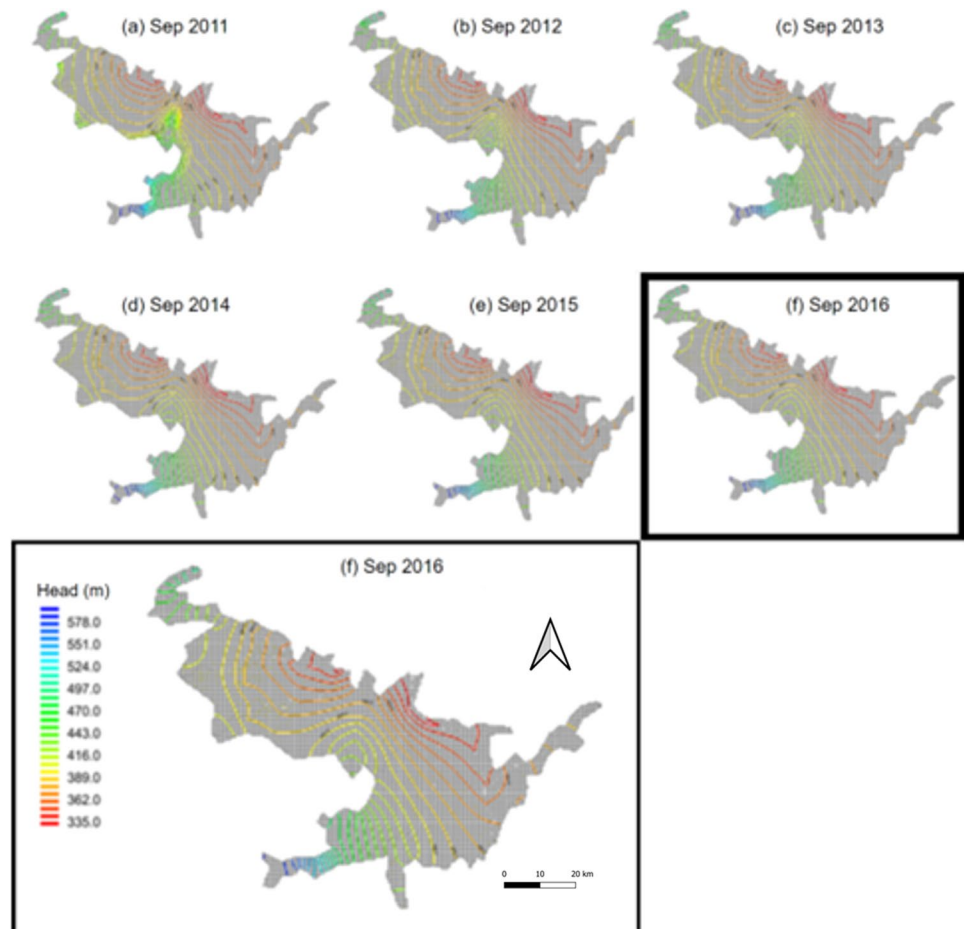 (a) Sep 2011
(b) Sep 2012
(c) Sep 2013
(d) Sep 2014
(e) Sep 2015
(f) Sep 2016
(f) Sep 2016
Head (m)
578.0
551.0
524.0
497.0
470.0
443.0
416.0
389.0
362.0
335.0
0 10 20 km